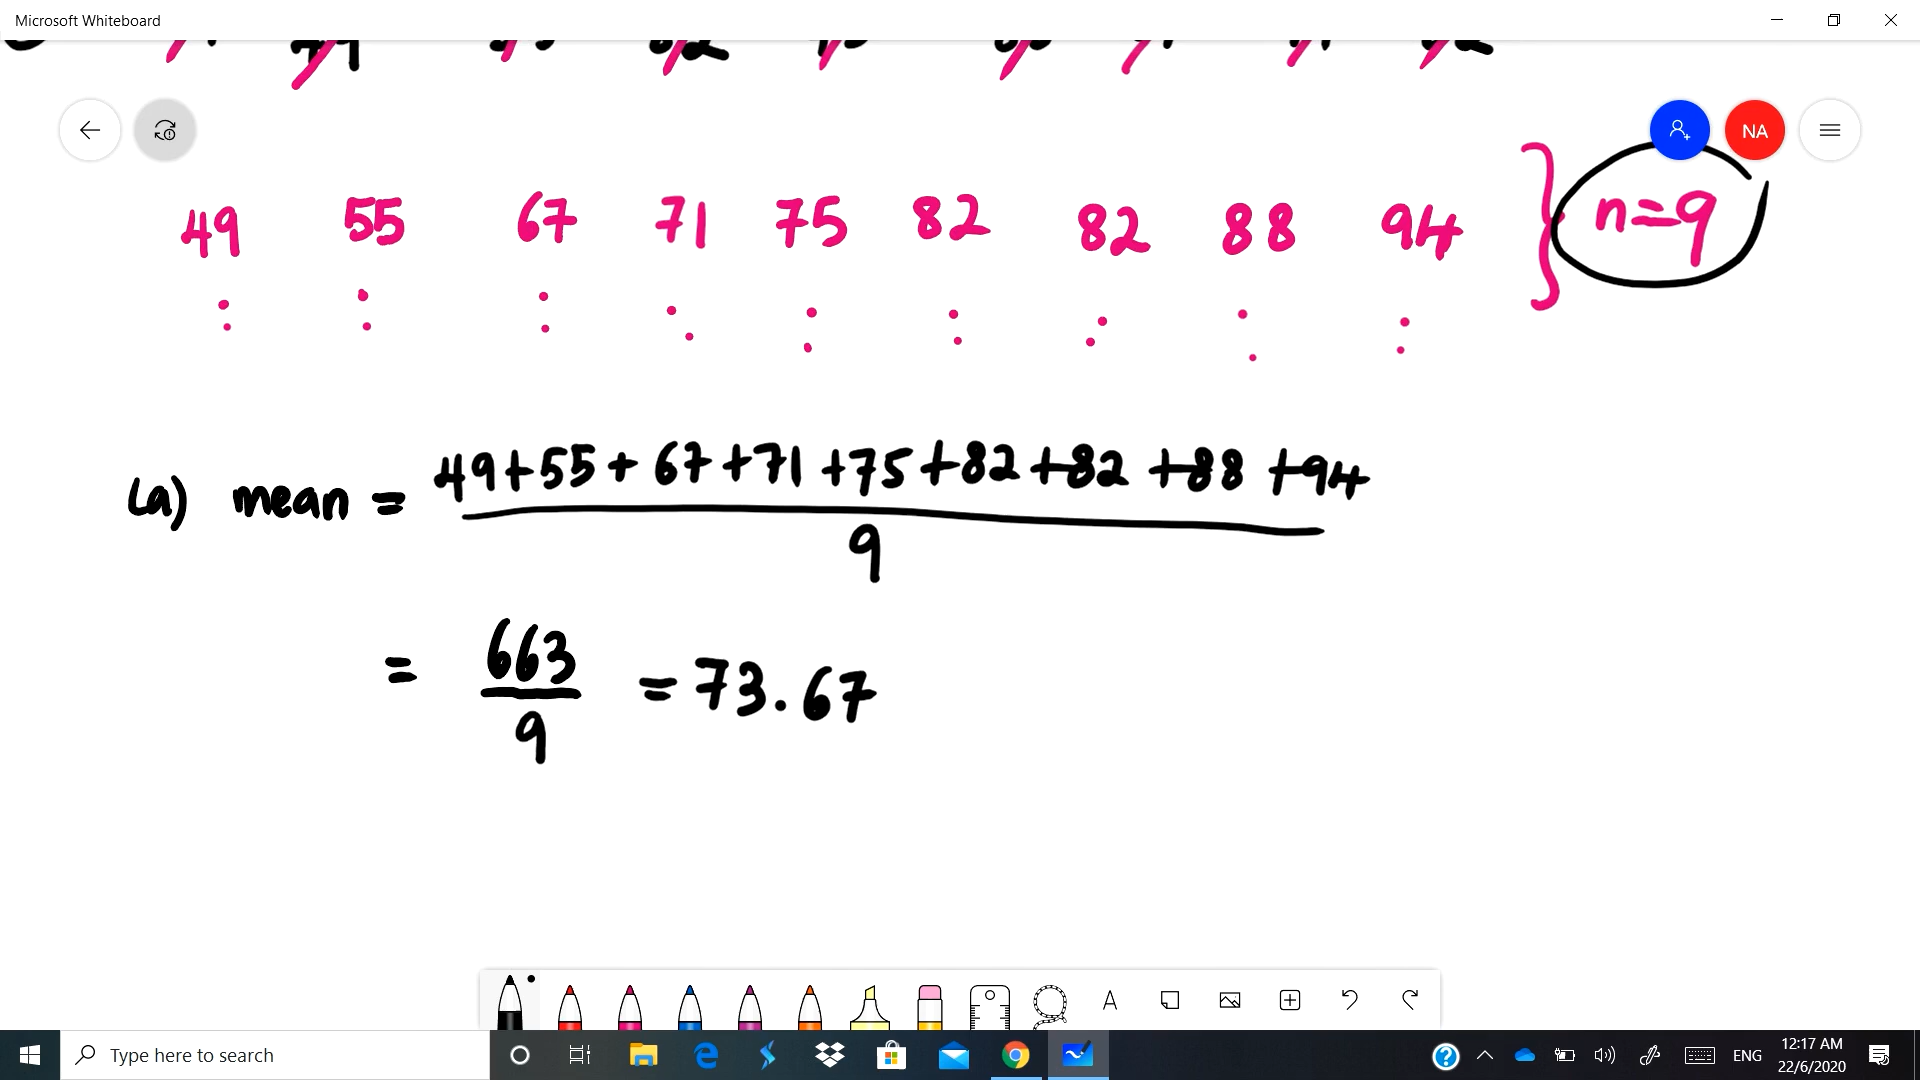 Microsoft Whiteboard
NA
49 55 67 71 75 82 82 88 94 } n=9
(a) mean = 49+55+67+71+75+82+82+88+94
9
= 663 = 73.67
9
A
Type here to search
ENG
12:17 AM
22/6/2020